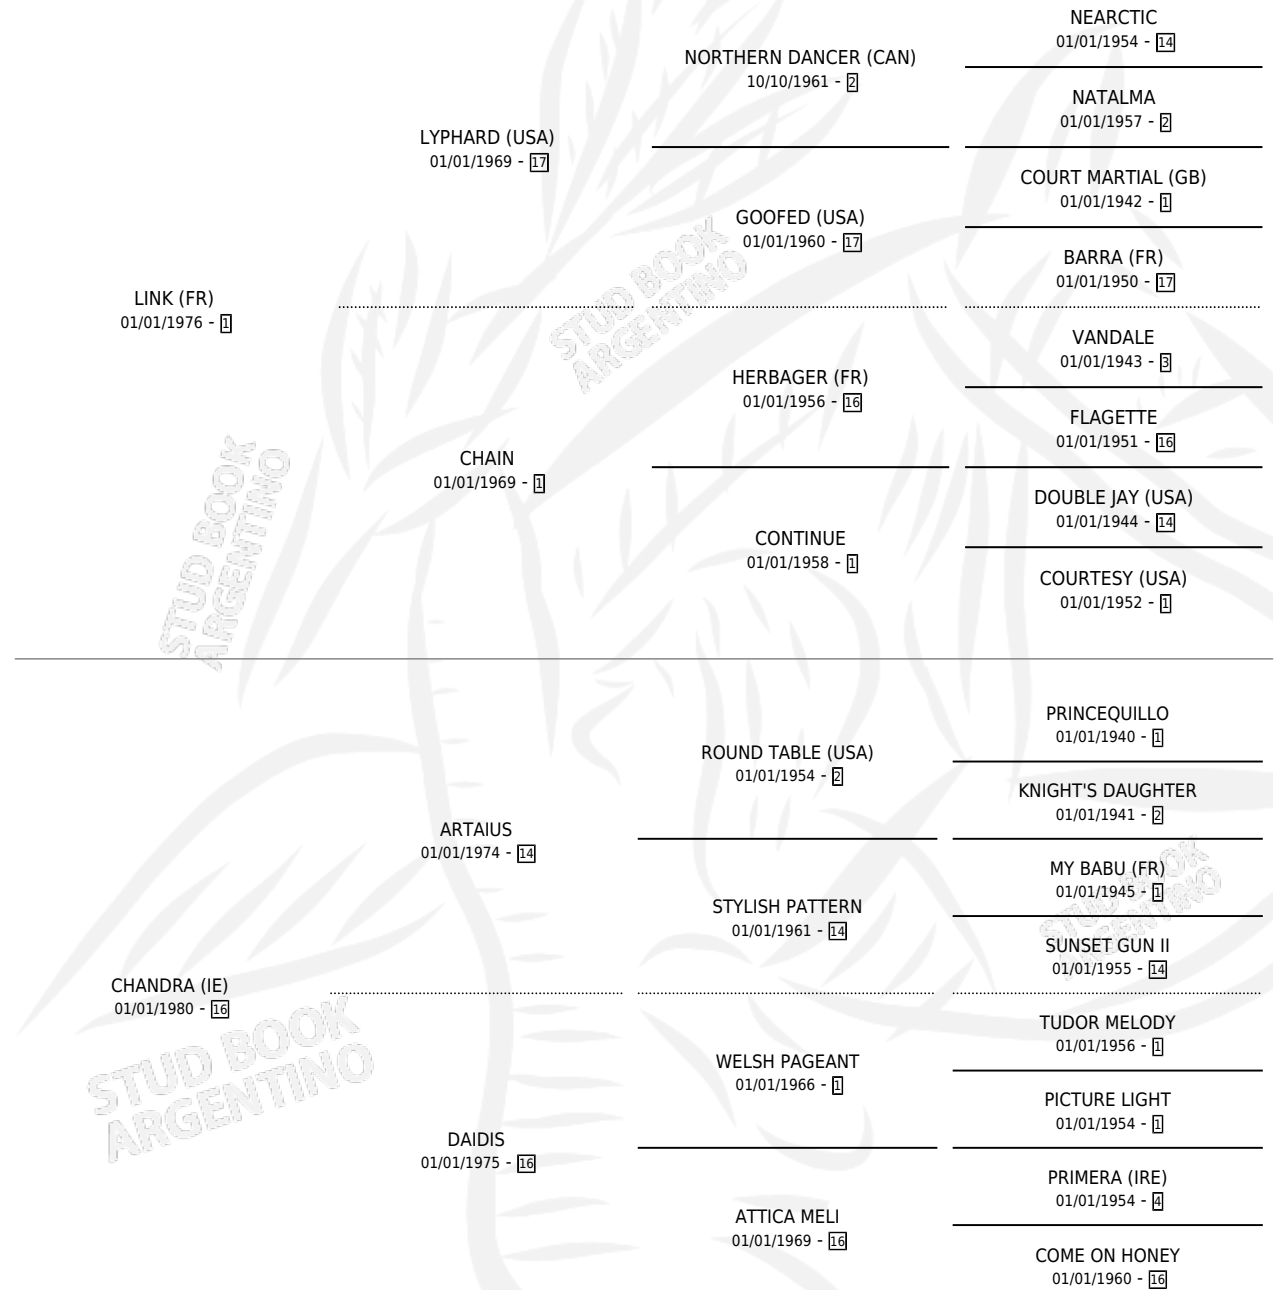 NEARCTIC
01/01/1954 - 14
NORTHERN DANCER (CAN)
10/10/1961 - 2
NATALMA
01/01/1957 - 2
LYPHARD (USA)
01/01/1969 - 17
COURT MARTIAL (GB)
01/01/1942 - 1
GOOFED (USA)
01/01/1960 - 17
BARRA (FR)
01/01/1950 - 17
LINK (FR)
01/01/1976 - 1
STUD BOOK
ARGENTINO
VANDALE
01/01/1943 - 3
HERBAGER (FR)
01/01/1956 - 16
FLAGETTE
01/01/1951 - 16
CHAIN
01/01/1969 - 1
DOUBLE JAY (USA)
01/01/1944 - 14
CONTINUE
01/01/1958 - 1
COURTESY (USA)
01/01/1952 - 1
STUD BOOK
ARGENTINO
PRINCEQUILLO
01/01/1940 - 1
ROUND TABLE (USA)
01/01/1954 - 2
KNIGHT'S DAUGHTER
01/01/1941 - 2
ARTAIUS
01/01/1974 - 14
MY BABU (FR)
01/01/1945 - 1
STYLISH PATTERN
01/01/1961 - 14
SUNSET GUN II
01/01/1955 - 14
STUD BOOK
ARGENTINO
CHANDRA (IE)
01/01/1980 - 16
TUDOR MELODY
01/01/1956 - 1
WELSH PAGEANT
01/01/1966 - 1
PICTURE LIGHT
01/01/1954 - 1
STUD BOOK
ARGENTINO
DAIDIS
01/01/1975 - 16
PRIMERA (IRE)
01/01/1954 - 4
ATTICA MELI
01/01/1969 - 16
COME ON HONEY
01/01/1960 - 16